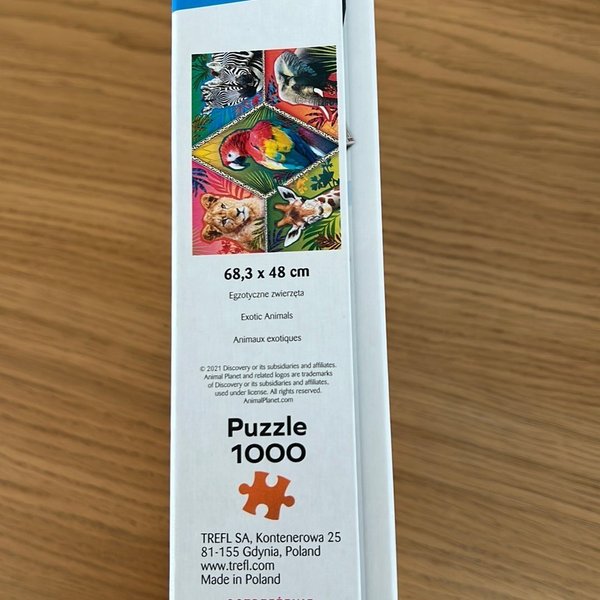 68,3 x 48 cm
Egzotyczne zwierzęta
Exotic Animals
Animaux exotiques
© 2021 Discovery or its subsidiaries and affiliates.
Animal Planet and related logos are trademarks
of Discovery or its subsidiaries and affiliates,
used under license. All rights reserved.
AnimalPlanet.com
Puzzle
1000
TREFL SA, Kontenerowa 25
81-155 Gdynia, Poland
www.trefl.com
Made in Poland